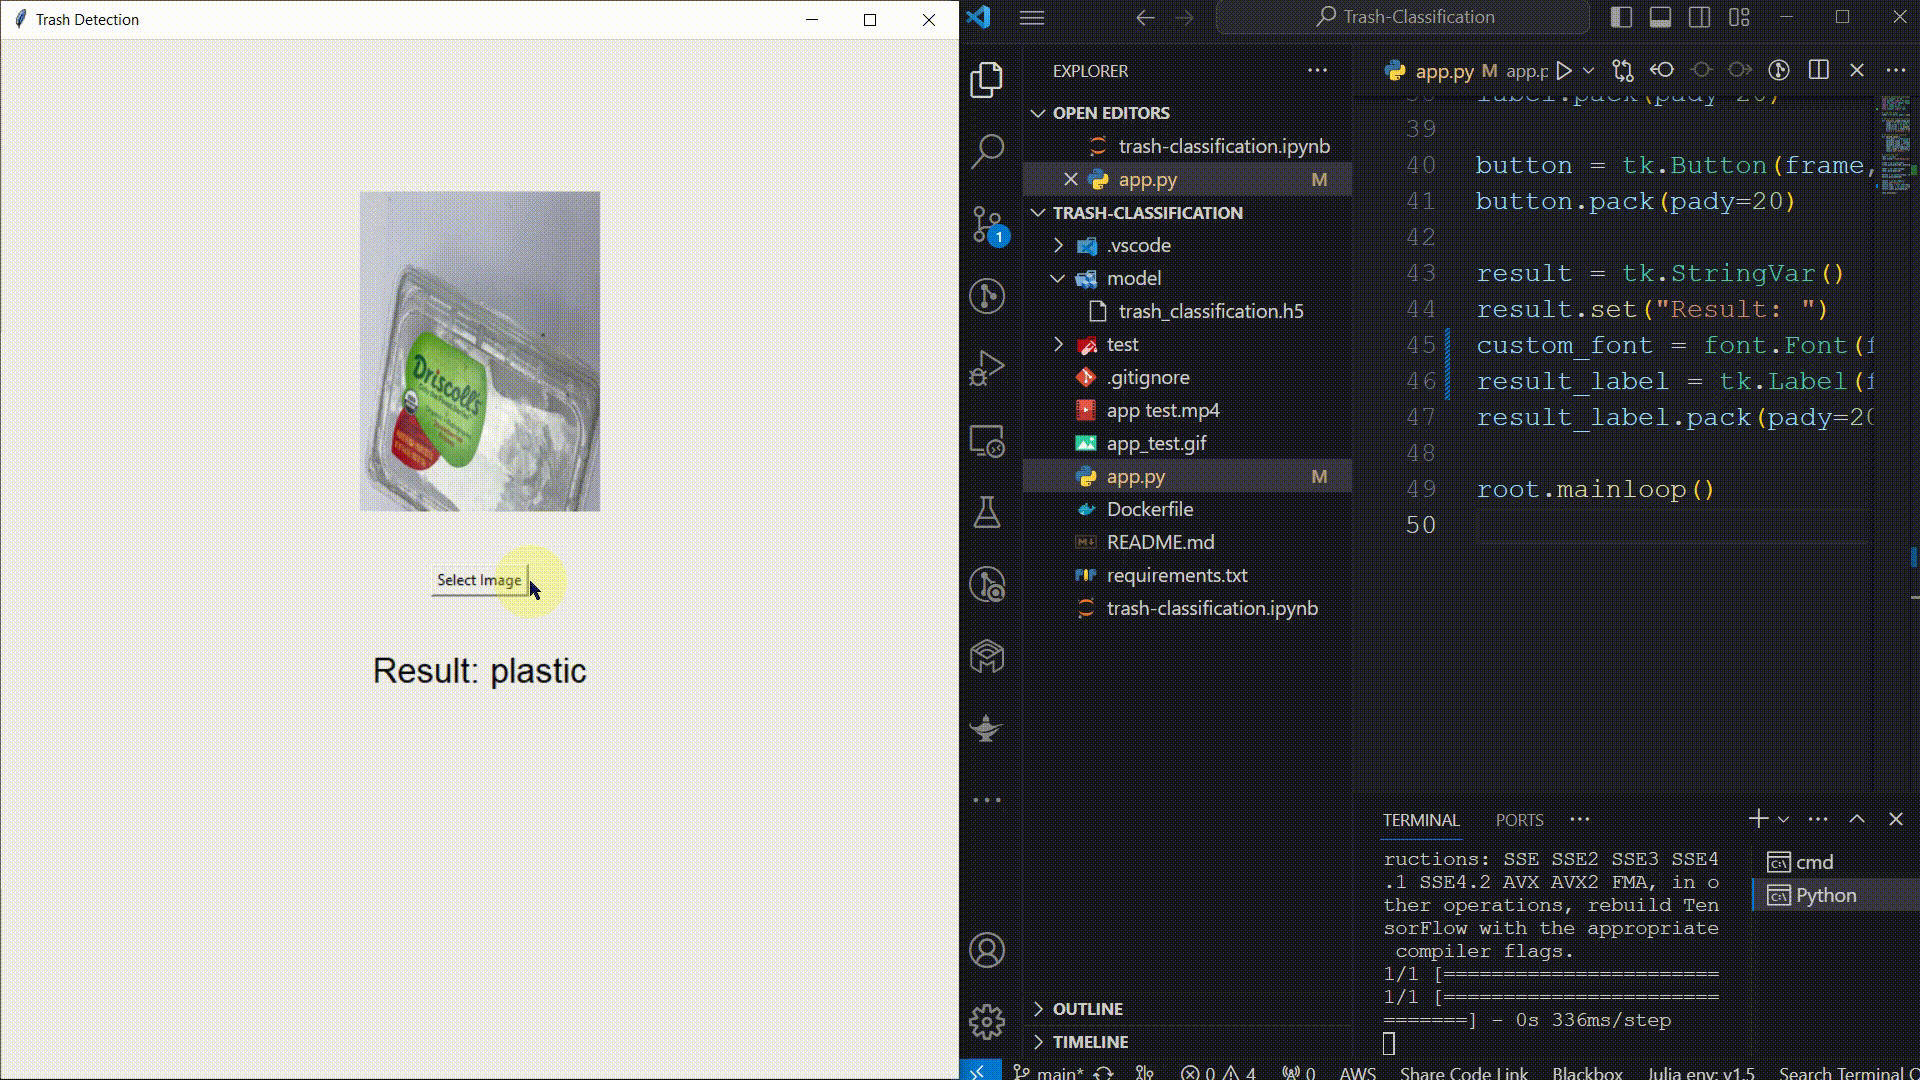 Trash Detection
Driscoll's
Select Image
Result: plastic
Trash-Classification
EXPLORER
OPEN EDITORS
trash-classification.ipynb
app.py M
TRASH-CLASSIFICATION
.vscode
model
trash_classification.h5
test
.gitignore
app test.mp4
app_test.gif
app.py M
Dockerfile
README.md
requirements.txt
trash-classification.ipynb
OUTLINE
TIMELINE
app.py M app.p
label.pack(pady=20)
39
40 button = tk.Button(frame,
41 button.pack(pady=20)
42
43 result = tk.StringVar()
44 result.set("Result: ")
45 custom_font = font.Font(f
46 result_label = tk.Label(f
47 result_label.pack(pady=20
48
49 root.mainloop()
50
TERMINAL PORTS
ructions: SSE SSE2 SSE3 SSE4
.1 SSE4.2 AVX AVX2 FMA, in o
ther operations, rebuild Ten
sorFlow with the appropriate
compiler flags.
1/1 [=======================
1/1 [=======================
=======] - 0s 336ms/step
cmd
Python
1
main* 0 4 0 AWS Share Code Link Blackbox Julia env: v1.5 Search Terminal C